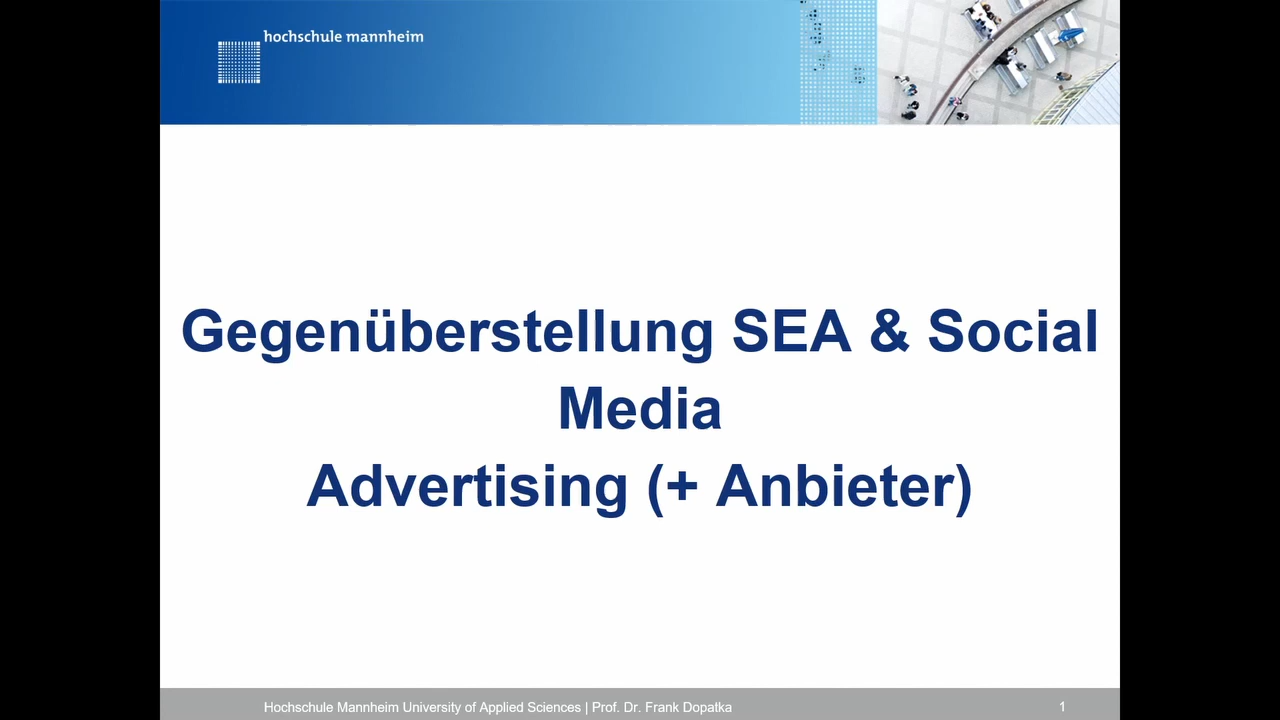 hochschule mannheim
Gegenüberstellung SEA & Social
Media
Advertising (+ Anbieter)
Hochschule Mannheim University of Applied Sciences | Prof. Dr. Frank Dopatka
1